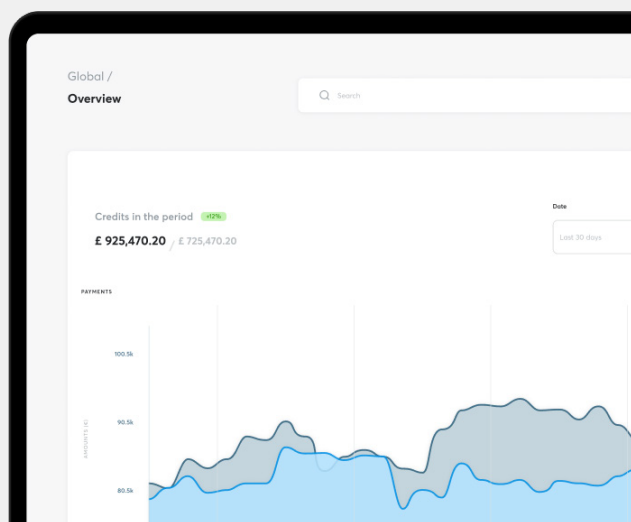 Global /
Overview
Search
Credits in the period +12%
£ 925,470.20 / £ 725,470.20
Date
Last 30 days
PAYMENTS
100.5k
90.5k
80.5k
AMOUNTS (£)